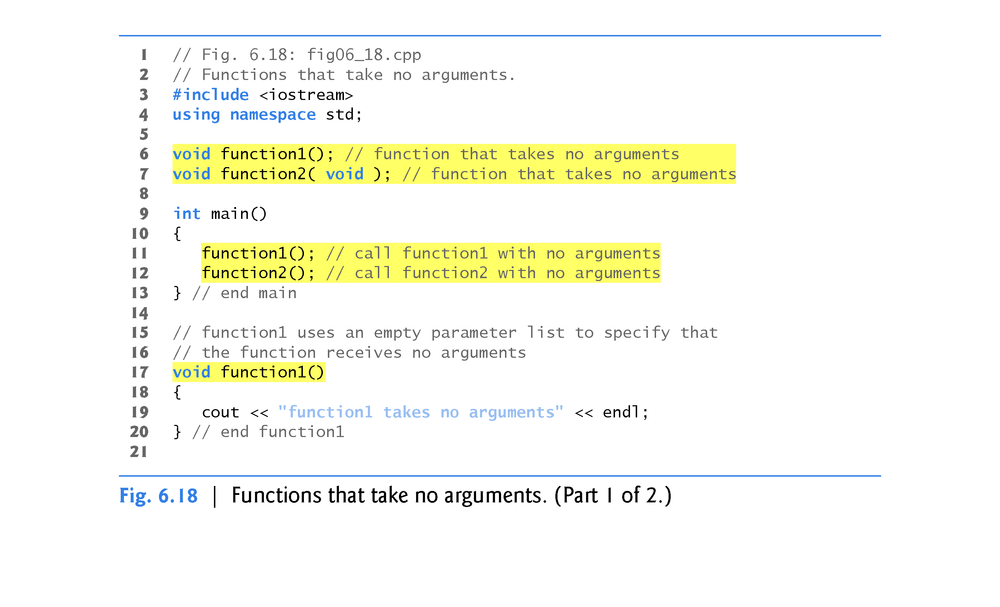 1 // Fig. 6.18: fig06_18.cpp
2 // Functions that take no arguments.
3 #include <iostream>
4 using namespace std;
5
6 void function1(); // function that takes no arguments
7 void function2( void ); // function that takes no arguments
8
9 int main()
10 {
11    function1(); // call function1 with no arguments
12    function2(); // call function2 with no arguments
13 } // end main
14
15 // function1 uses an empty parameter list to specify that
16 // the function receives no arguments
17 void function1()
18 {
19    cout << "function1 takes no arguments" << endl;
20 } // end function1
21
Fig. 6.18 | Functions that take no arguments. (Part 1 of 2.)